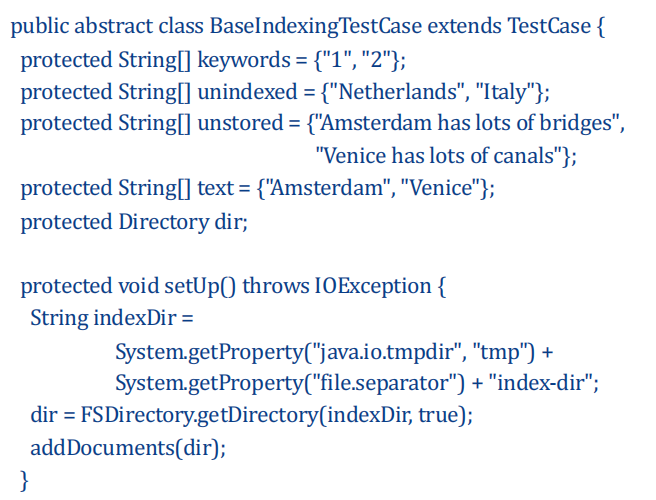 public abstract class BaseIndexingTestCase extends TestCase {
protected String[] keywords = {"1", "2"};
protected String[] unindexed = {"Netherlands", "Italy"};
protected String[] unstored = {"Amsterdam has lots of bridges",
"Venice has lots of canals"};
protected String[] text = {"Amsterdam", "Venice"};
protected Directory dir;
protected void setUp() throws IOException {
String indexDir =
System.getProperty("java.io.tmpdir", "tmp") +
System.getProperty("file.separator") + "index-dir";
dir = FSDirectory.getDirectory(indexDir, true);
addDocuments(dir);
}